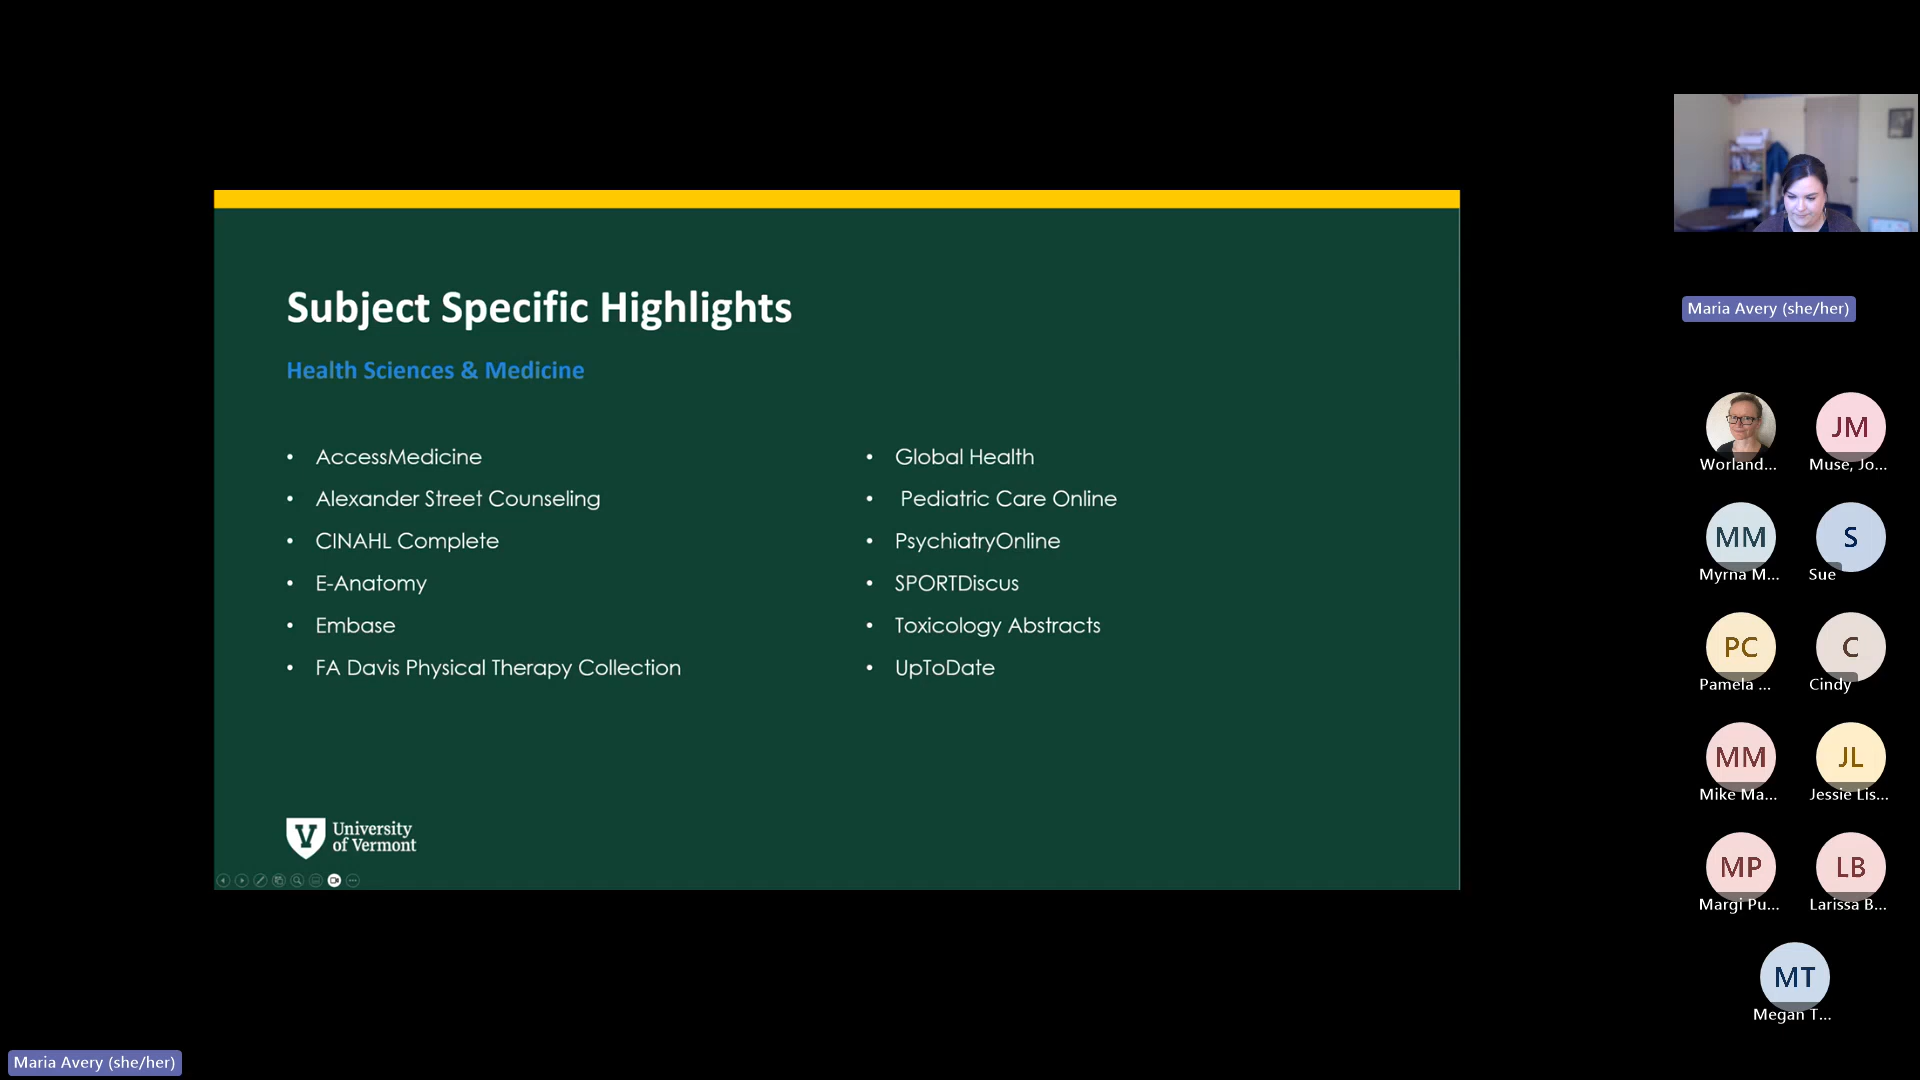 Subject Specific Highlights
Health Sciences & Medicine
• AccessMedicine
• Alexander Street Counseling
• CINAHL Complete
• E-Anatomy
• Embase
• FA Davis Physical Therapy Collection
• Global Health
• Pediatric Care Online
• PsychiatryOnline
• SPORTDiscus
• Toxicology Abstracts
• UpToDate
V University
of Vermont
Maria Avery (she/her)
Worland...
JM
Muse, Jo...
MM
Myrna M...
S
Sue
PC
Pamela ...
C
Cindy
MM
Mike Ma...
JL
Jessie Lis...
MP
Margi Pu...
LB
Larissa B...
MT
Megan T...
Maria Avery (she/her)